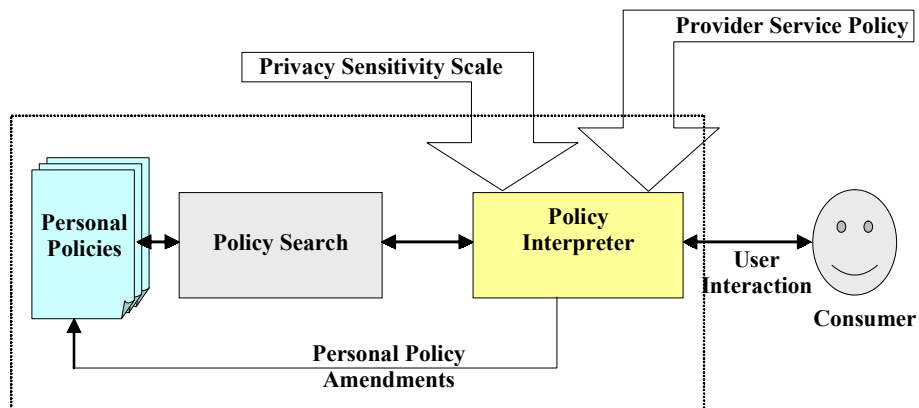 Provider Service Policy
Privacy Sensitivity Scale
Personal
Policies
Policy Search
Policy
Interpreter
User
Interaction
Consumer
Personal Policy
Amendments